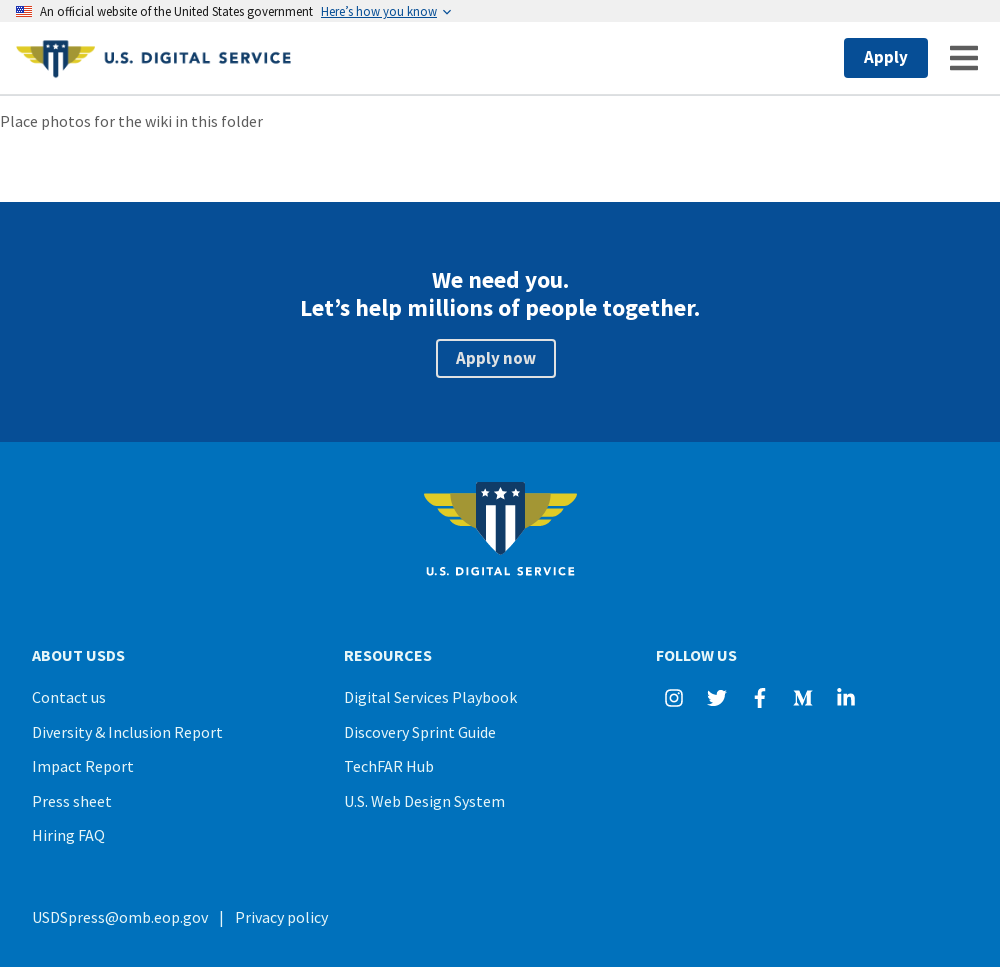 An official website of the United States government Here’s how you know
U.S. DIGITAL SERVICE
Apply
Place photos for the wiki in this folder
We need you.
Let’s help millions of people together.
Apply now
U.S. DIGITAL SERVICE
ABOUT USDS
Contact us
Diversity & Inclusion Report
Impact Report
Press sheet
Hiring FAQ
RESOURCES
Digital Services Playbook
Discovery Sprint Guide
TechFAR Hub
U.S. Web Design System
FOLLOW US
USDSpress@omb.eop.gov | Privacy policy